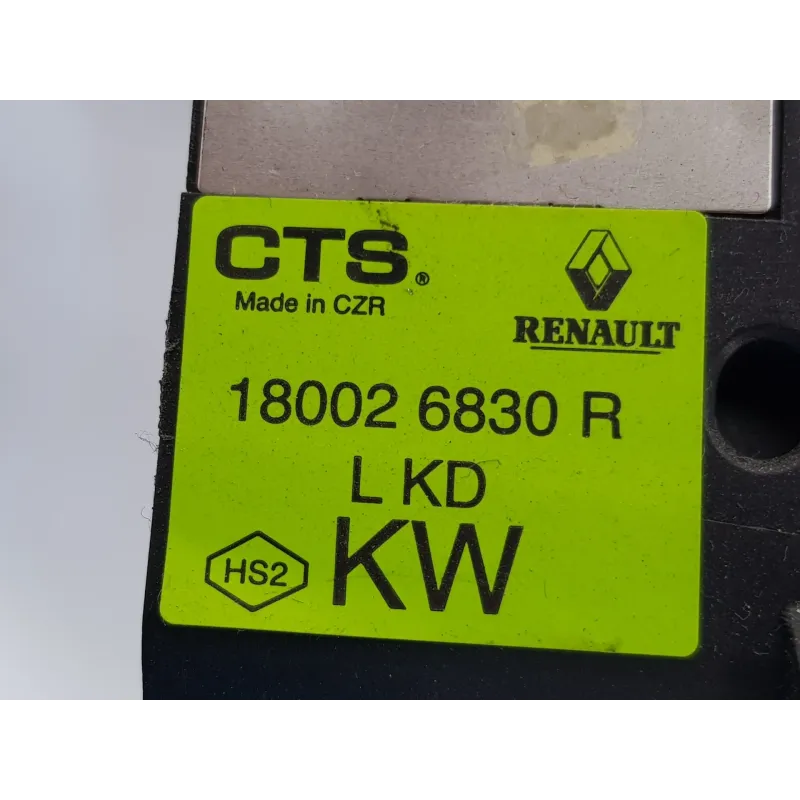 CTS®
Made in CZR
RENAULT
18002 6830 R
L KD
HS2
KW